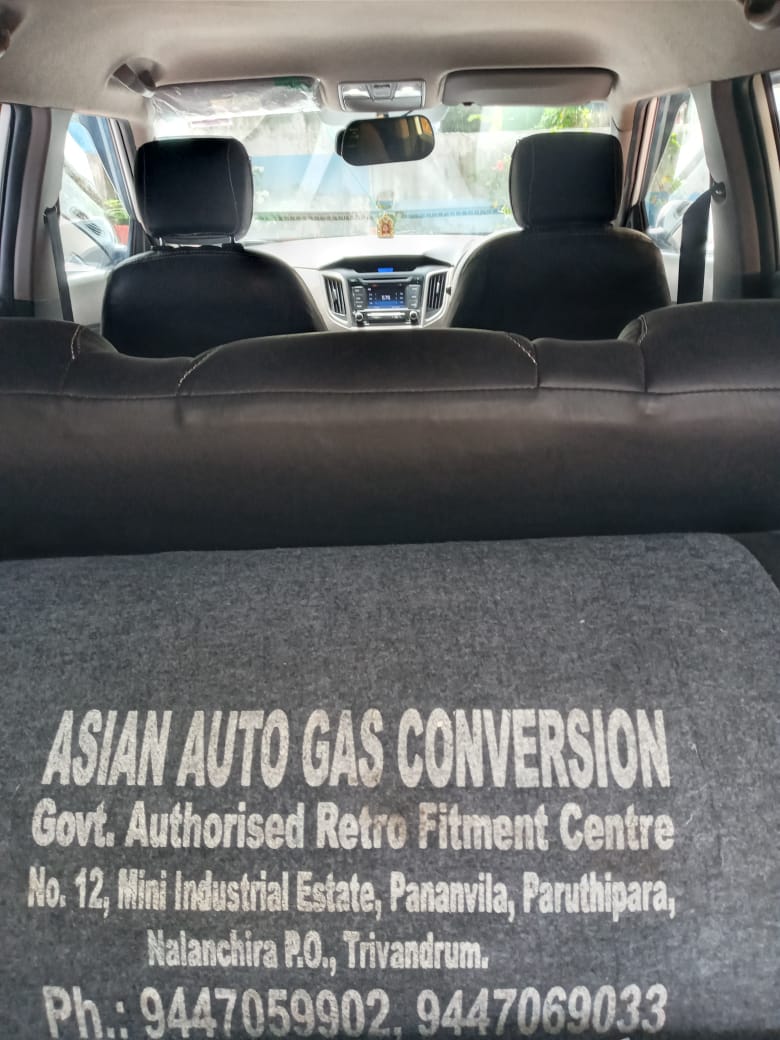 ASIAN AUTO GAS CONVERSION
Govt. Authorised Retro Fitment Centre
No. 12, Mini Industrial Estate, Pananvila, Paruthipara,
Nalanchira P.O., Trivandrum.
Ph.: 9447059902, 9447069033